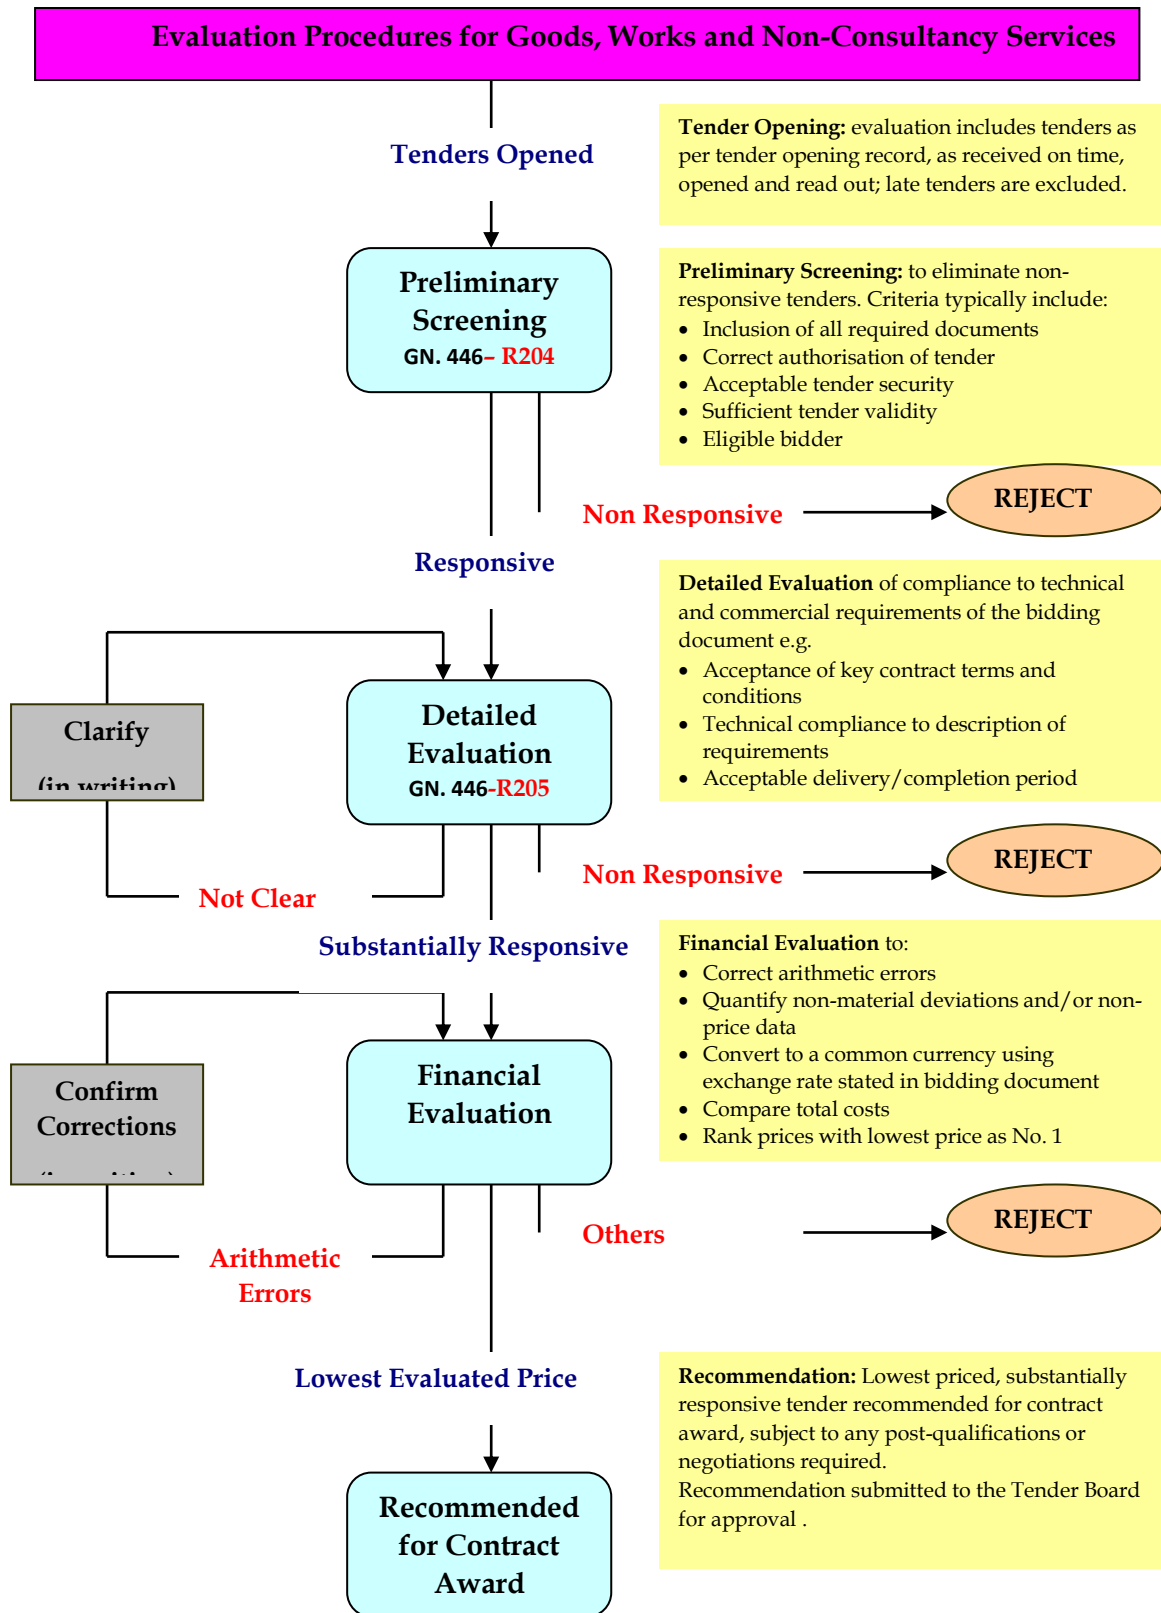 Evaluation Procedures for Goods, Works and Non-Consultancy Services
Tenders Opened
Tender Opening: evaluation includes tenders as
per tender opening record, as received on time,
opened and read out; late tenders are excluded.
Preliminary
Screening
GN. 446– R204
Preliminary Screening: to eliminate non-
responsive tenders. Criteria typically include:
• Inclusion of all required documents
• Correct authorisation of tender
• Acceptable tender security
• Sufficient tender validity
• Eligible bidder
Non Responsive
REJECT
Responsive
Detailed Evaluation of compliance to technical
and commercial requirements of the bidding
document e.g.
• Acceptance of key contract terms and
conditions
• Technical compliance to description of
requirements
• Acceptable delivery/completion period
Clarify
(in writing)
Detailed
Evaluation
GN. 446-R205
Non Responsive
REJECT
Not Clear
Substantially Responsive
Financial Evaluation to:
• Correct arithmetic errors
• Quantify non-material deviations and/or non-
price data
• Convert to a common currency using
exchange rate stated in bidding document
• Compare total costs
• Rank prices with lowest price as No. 1
Confirm
Corrections
Financial
Evaluation
Others
REJECT
Arithmetic
Errors
Lowest Evaluated Price
Recommendation: Lowest priced, substantially
responsive tender recommended for contract
award, subject to any post-qualifications or
negotiations required.
Recommendation submitted to the Tender Board
for approval .
Recommended
for Contract
Award